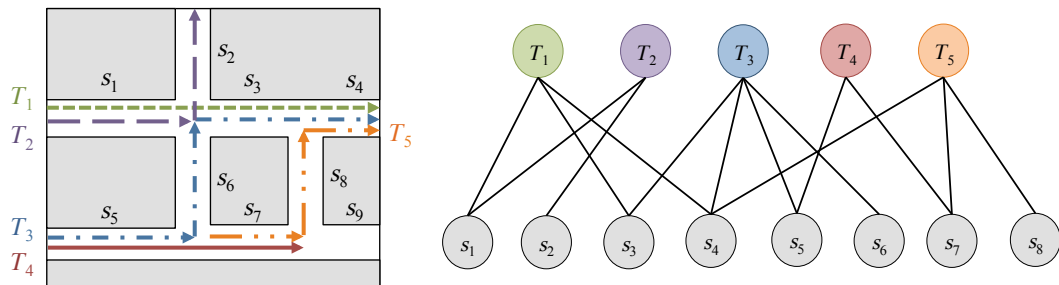 s₂
s₁ s₃ s₄
T₁
T₂ T₅
s₆ s₈
s₅ s₇ s₉
T₃
T₄
T₁ T₂ T₃ T₄ T₅
s₁ s₂ s₃ s₄ s₅ s₆ s₇ s₈